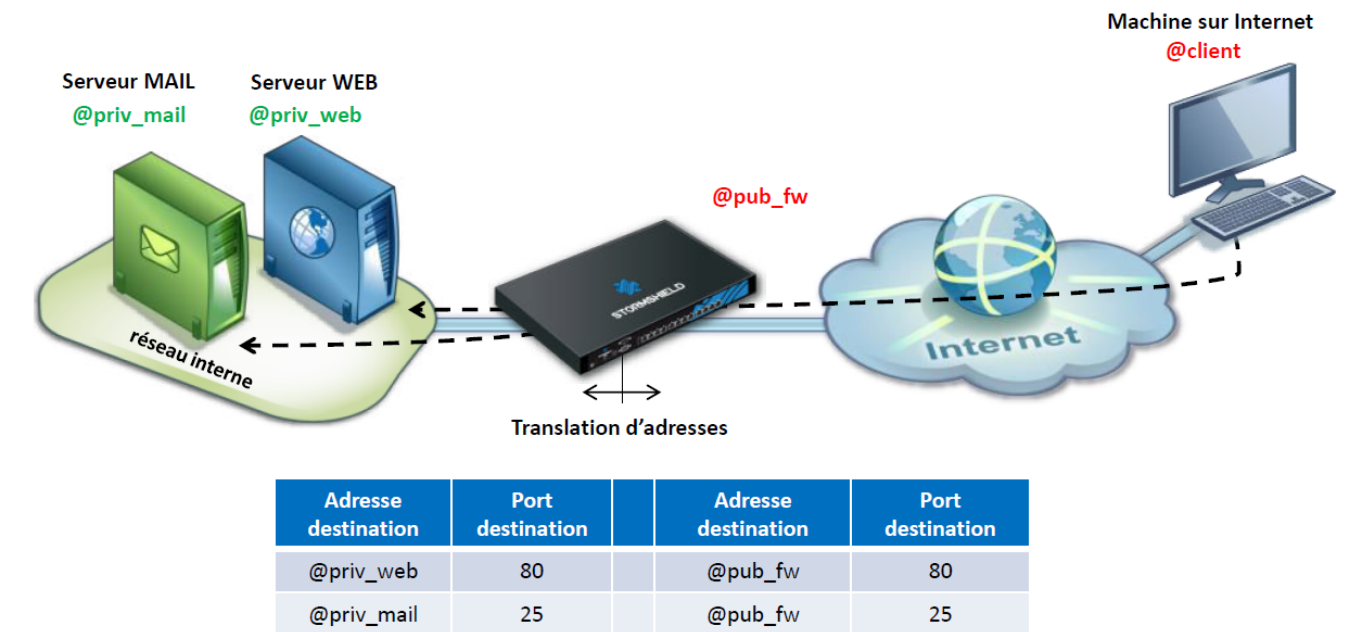 Machine sur Internet
@client
Serveur MAIL
@priv_mail
Serveur WEB
@priv_web
@pub_fw
STORMSHIELD
réseau interne
Internet
Translation d’adresses
Adresse destination
Port destination
Adresse destination
Port destination
@priv_web 80 @pub_fw 80
@priv_mail 25 @pub_fw 25